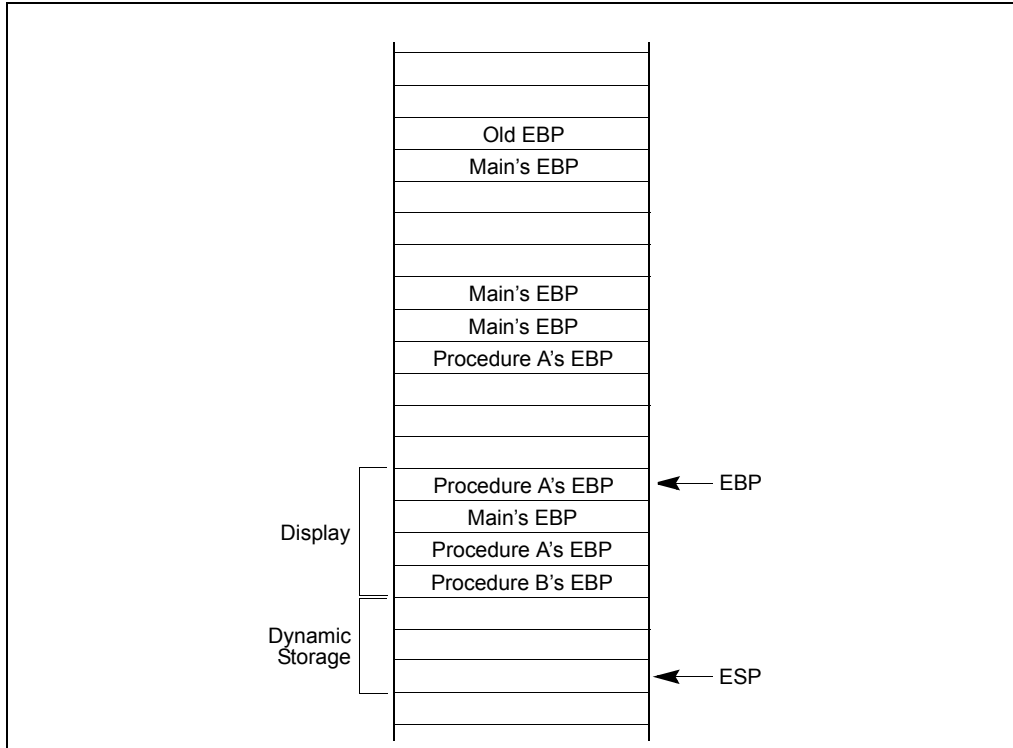 Old EBP
Main’s EBP
Main’s EBP
Main’s EBP
Procedure A’s EBP
Procedure A’s EBP
EBP
Main’s EBP
Display
Procedure A’s EBP
Procedure B’s EBP
Dynamic
Storage
ESP